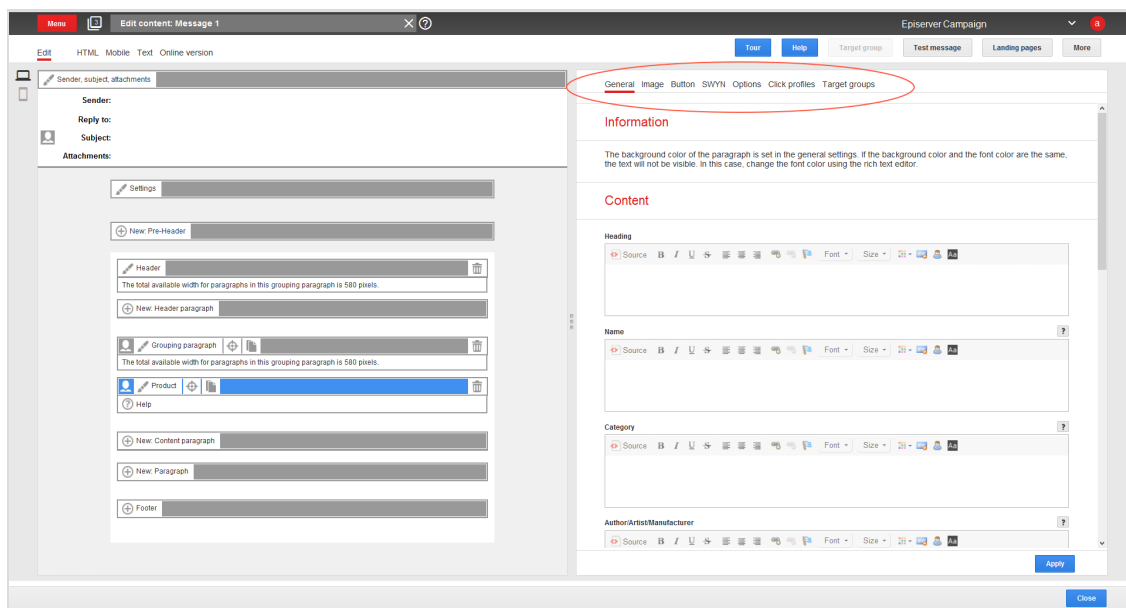 Menu
3
Edit content: Message 1
Episerver Campaign
a
Edit HTML Mobile Text Online version
Tour
Help
Target group
Test message
Landing pages
More
Sender, subject, attachments
Sender:
Reply to:
Subject:
Attachments:
Settings
New: Pre-Header
Header
The total available width for paragraphs in this grouping paragraph is 580 pixels.
New: Header paragraph
Grouping paragraph
The total available width for paragraphs in this grouping paragraph is 580 pixels.
Product
? Help
New: Content paragraph
New: Paragraph
Footer
General Image Button SWYN Options Click profiles Target groups
Information
The background color of the paragraph is set in the general settings. If the background color and the font color are the same,
the text will not be visible. In this case, change the font color using the rich text editor.
Content
Heading
Source B I U S Font Size Aa
Name ?
Source B I U S Font Size Aa
Category ?
Source B I U S Font Size Aa
Author/Artist/Manufacturer ?
Source B I U S Font Size Aa
Apply
Close